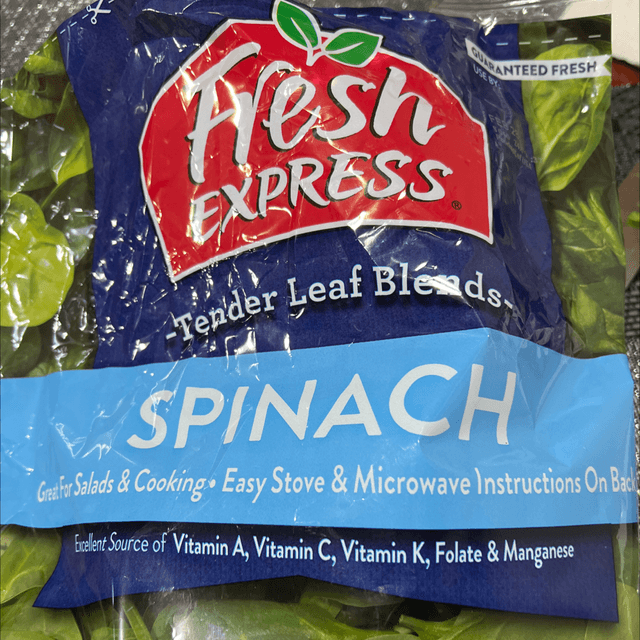 GUARANTEED FRESH
USE BY
Fresh
EXPRESS®
-Tender Leaf Blends-
SPINACH
Great For Salads & Cooking • Easy Stove & Microwave Instructions On Back
Excellent Source of Vitamin A, Vitamin C, Vitamin K, Folate & Manganese